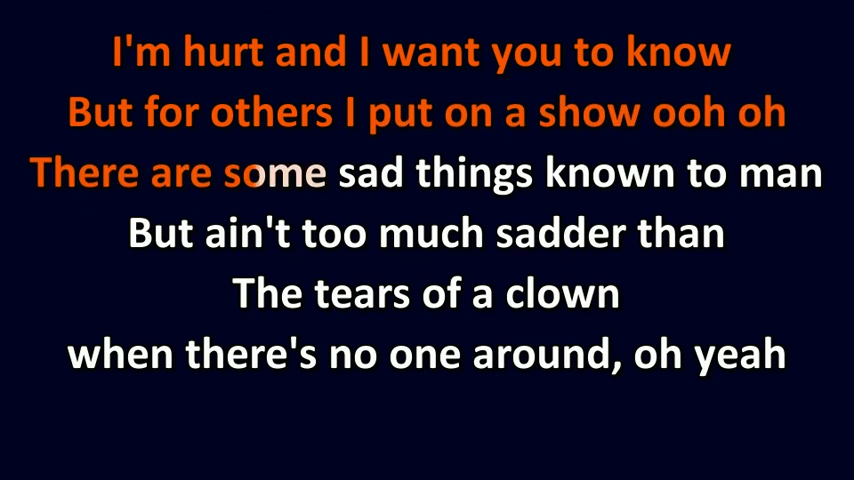 I'm hurt and I want you to know
But for others I put on a show ooh oh
There are some sad things known to man
But ain't too much sadder than
The tears of a clown
when there's no one around, oh yeah